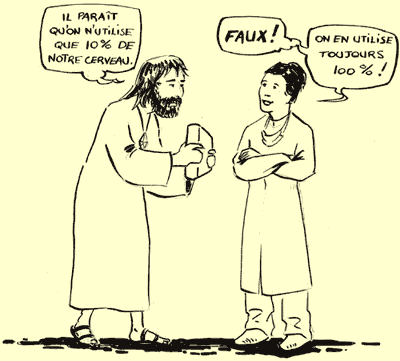 IL PARAÎT
QU'ON N'UTILISE
QUE 10% DE
NOTRE CERVEAU.
FAUX!
ON EN UTILISE
TOUJOURS
100% !